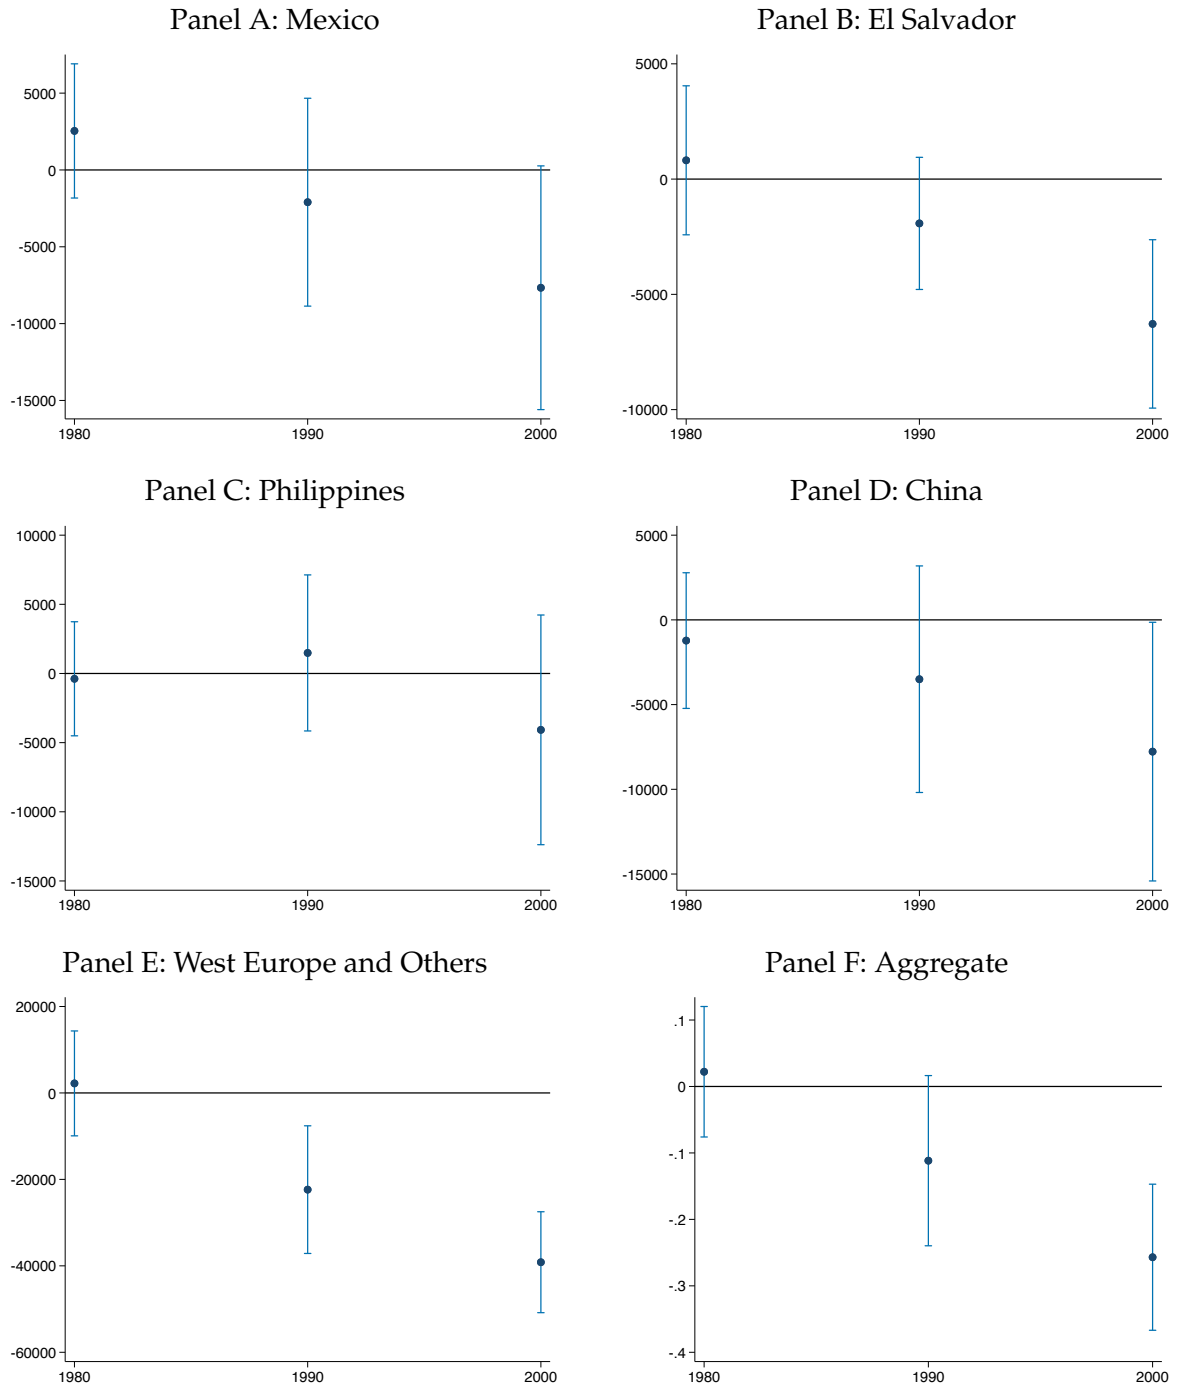 Panel A: Mexico
5000
0
-5000
-10000
-15000
1980 1990 2000
Panel B: El Salvador
5000
0
-5000
-10000
1980 1990 2000
Panel C: Philippines
10000
5000
0
-5000
-10000
-15000
1980 1990 2000
Panel D: China
5000
0
-5000
-10000
-15000
1980 1990 2000
Panel E: West Europe and Others
20000
0
-20000
-40000
-60000
1980 1990 2000
Panel F: Aggregate
.1
0
-.1
-.2
-.3
-.4
1980 1990 2000